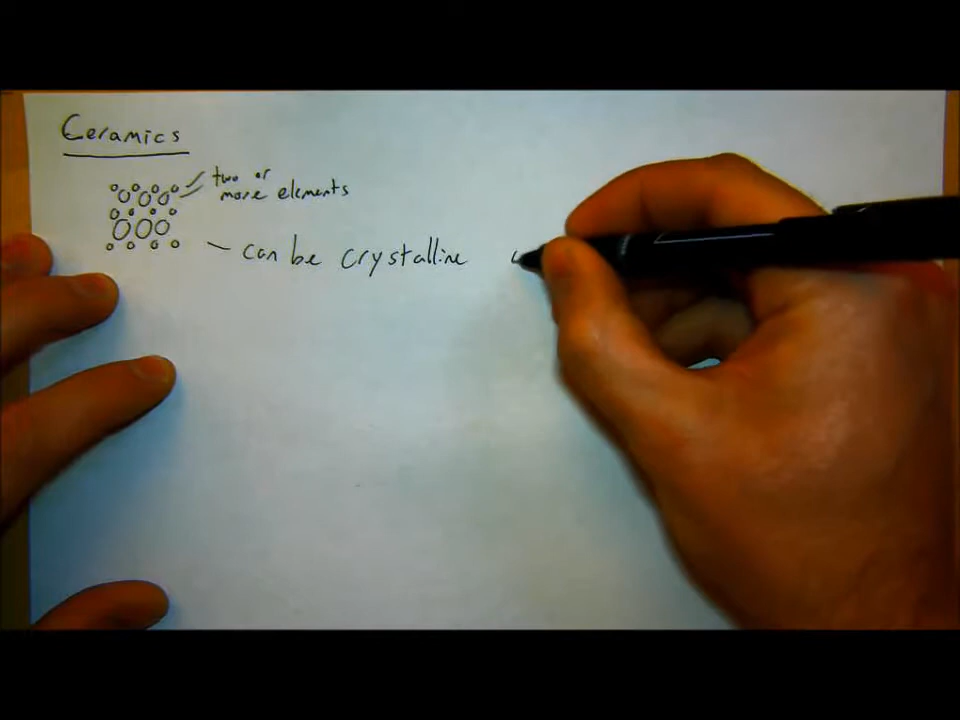 Ceramics
two or
more elements
can be crystalline